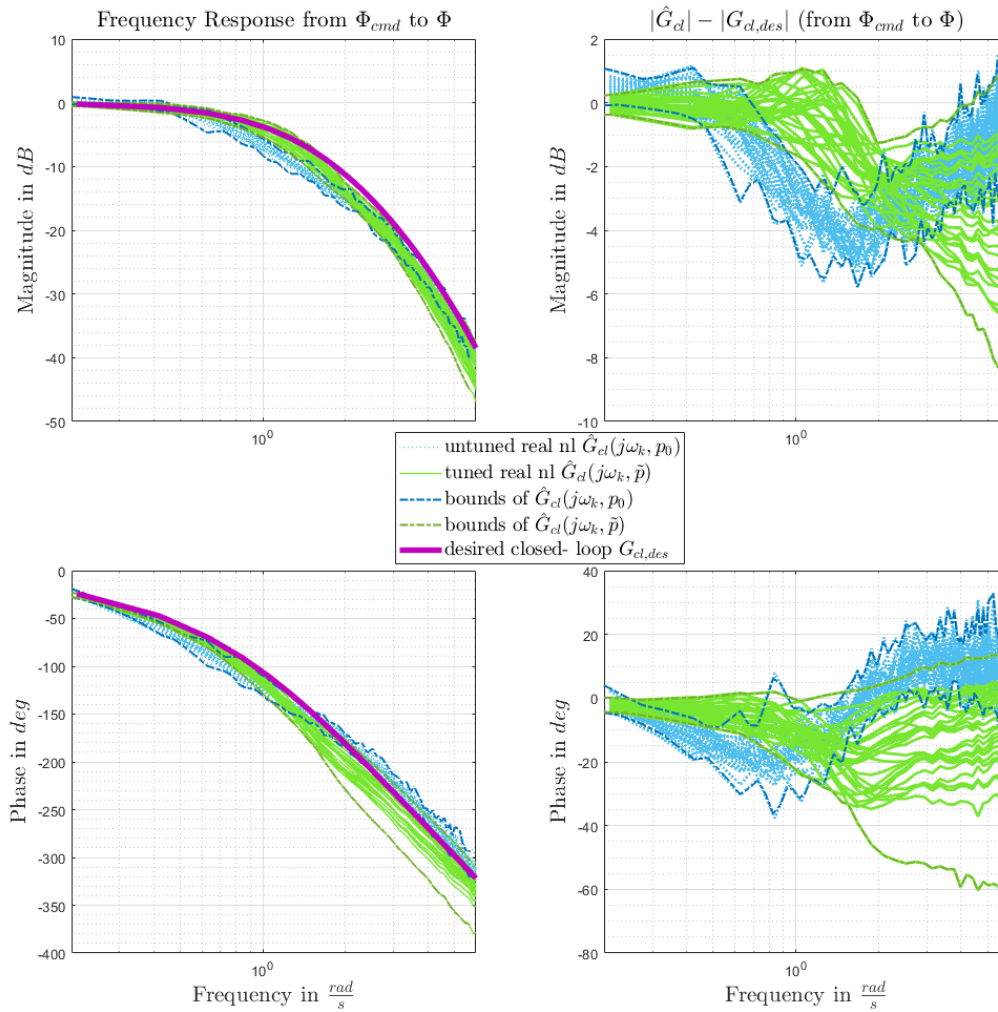 Frequency Response from Φ_cmd to Φ
|Ĝ_cl| − |G_cl,des| (from Φ_cmd to Φ)
10
0
-10
-20
-30
-40
-50
Magnitude in dB
10^0
2
0
-2
-4
-6
-8
-10
Magnitude in dB
10^0
untuned real nl Ĝ_cl(jω_k, p_0)
tuned real nl Ĝ_cl(jω_k, p̃)
bounds of Ĝ_cl(jω_k, p_0)
bounds of Ĝ_cl(jω_k, p̃)
desired closed- loop G_cl,des
0
-50
-100
-150
-200
-250
-300
-350
-400
Phase in deg
10^0
Frequency in rad/s
40
20
0
-20
-40
-60
-80
Phase in deg
10^0
Frequency in rad/s